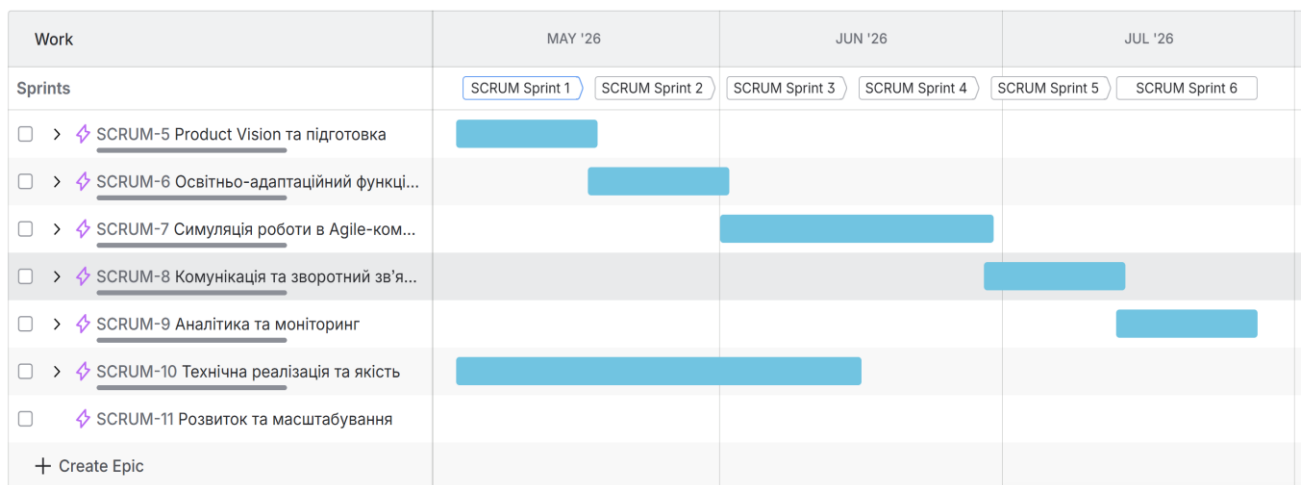 Work MAY '26 JUN '26 JUL '26
Sprints SCRUM Sprint 1 SCRUM Sprint 2 SCRUM Sprint 3 SCRUM Sprint 4 SCRUM Sprint 5 SCRUM Sprint 6
SCRUM-5 Product Vision та підготовка
SCRUM-6 Освітньо-адаптаційний функці...
SCRUM-7 Симуляція роботи в Agile-ком...
SCRUM-8 Комунікація та зворотний зв'я...
SCRUM-9 Аналітика та моніторинг
SCRUM-10 Технічна реалізація та якість
SCRUM-11 Розвиток та масштабування
+ Create Epic